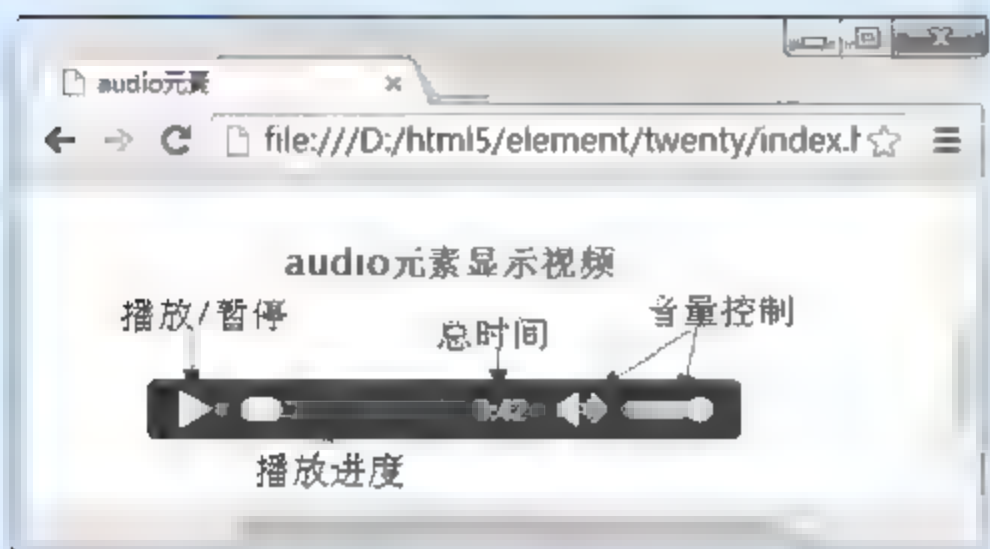 audio元素
file:///D:/html5/element/twenty/index.h
audio元素显示视频
播放/暂停
总时间
音量控制
播放进度